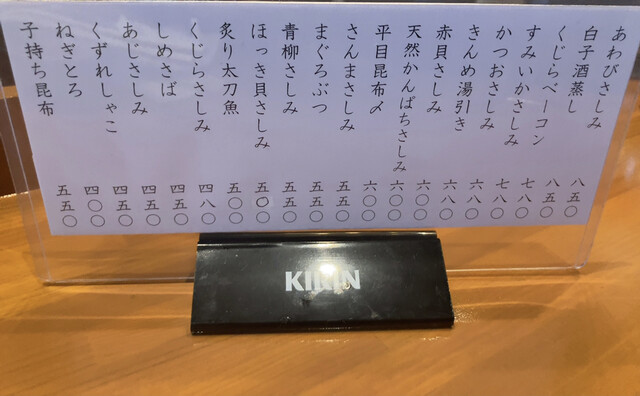 あわびさしみ 八五〇
白子酒蒸し 八五〇
くじらベーコン 七八〇
すみいかさしみ 七八〇
かつおさしみ 六八〇
きんめ湯引き 六八〇
赤貝さしみ 六〇〇
天然かんぱちさしみ 六〇〇
平目昆布〆 六〇〇
さんまさしみ 五五〇
まぐろぶつ 五五〇
青柳さしみ 五五〇
ほっき貝さしみ 五〇〇
炙り太刀魚 五〇〇
くじらさしみ 四八〇
しめさば 四五〇
あじさしみ 四五〇
くずれしゃこ 四五〇
ねぎとろ 四〇〇
子持ち昆布 五五〇
KIRIN